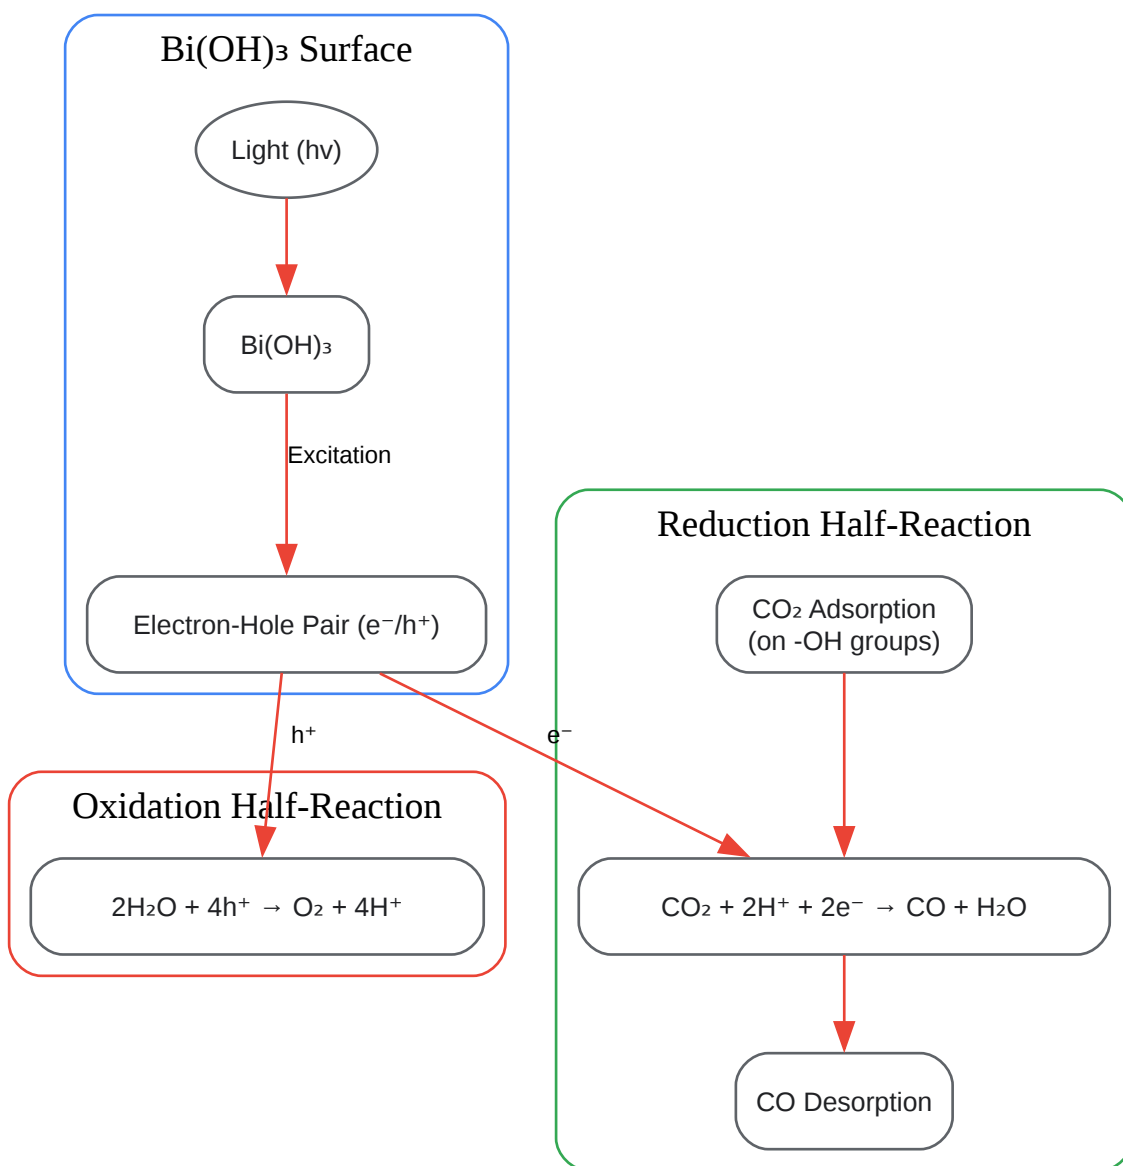 Bi(OH)₃ Surface
Light (hv)
Bi(OH)₃
Excitation
Electron-Hole Pair (e⁻/h⁺)
h⁺
e⁻
Oxidation Half-Reaction
2H₂O + 4h⁺ → O₂ + 4H⁺
Reduction Half-Reaction
CO₂ Adsorption
(on -OH groups)
CO₂ + 2H⁺ + 2e⁻ → CO + H₂O
CO Desorption